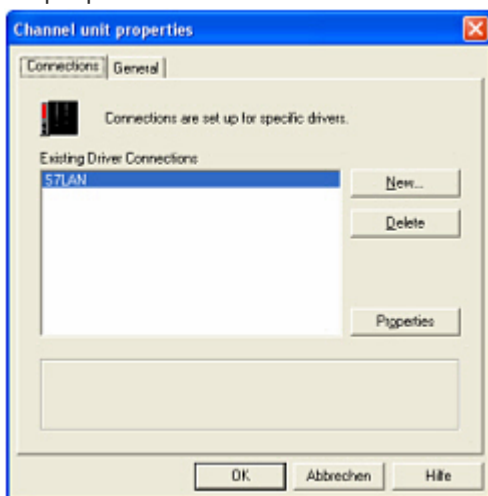 Channel unit properties
Connections General
Connections are set up for specific drivers.
Existing Driver Connections
S7LAN
New...
Delete
Properties
OK Abbrechen Hilfe